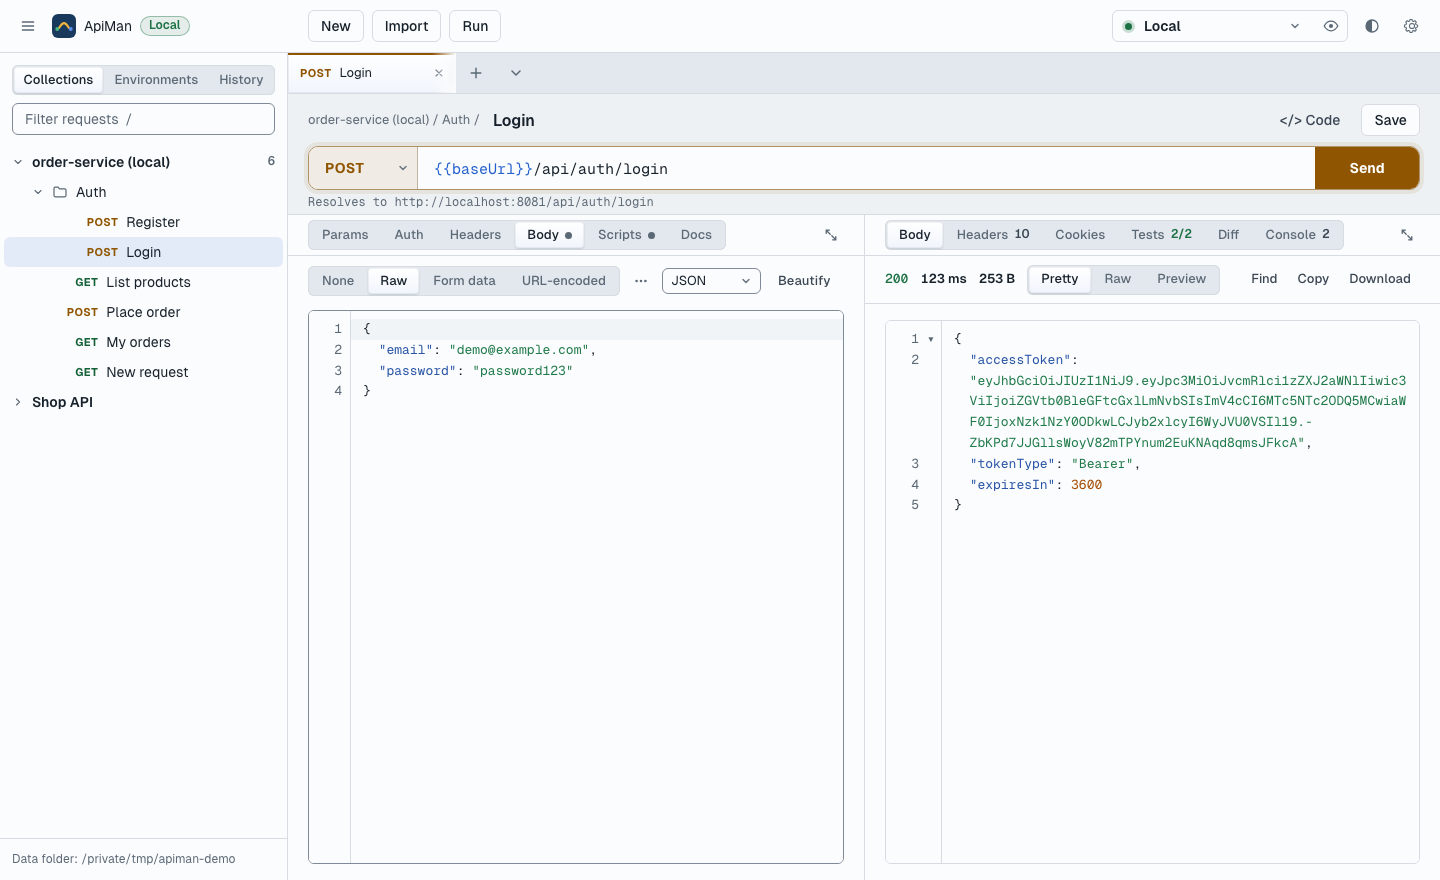 ApiMan Local New Import Run Local
Collections Environments History
POST Login
Filter requests /
order-service (local) / Auth / Login </> Code Save
order-service (local) 6
Auth
POST Register
POST Login
GET List products
POST Place order
GET My orders
GET New request
Shop API
POST {{baseUrl}}/api/auth/login Send
Resolves to http://localhost:8081/api/auth/login
Params Auth Headers Body Scripts Docs
None Raw Form data URL-encoded ··· JSON Beautify
1 {
2 "email": "demo@example.com",
3 "password": "password123"
4 }
Body Headers 10 Cookies Tests 2/2 Diff Console 2
200 123 ms 253 B Pretty Raw Preview Find Copy Download
1 {
2 "accessToken":
"eyJhbGciOiJIUzI1NiJ9.eyJpc3MiOiJvcmRlci1zZXJ2aWNlIiwic3
ViIjoiZGVtb0BleGFtcGxlLmNvbSIsImV4cCI6MTc5NTc2ODQ5MCwiaW
F0IjoxNzk1NzY0ODkwLCJyb2xlcyI6WyJVU0VSIl19.-
ZbKPd7JJGllsWoyV82mTPYnum2EuKNAqd8qmsJFkcA",
3 "tokenType": "Bearer",
4 "expiresIn": 3600
5 }
Data folder: /private/tmp/apiman-demo